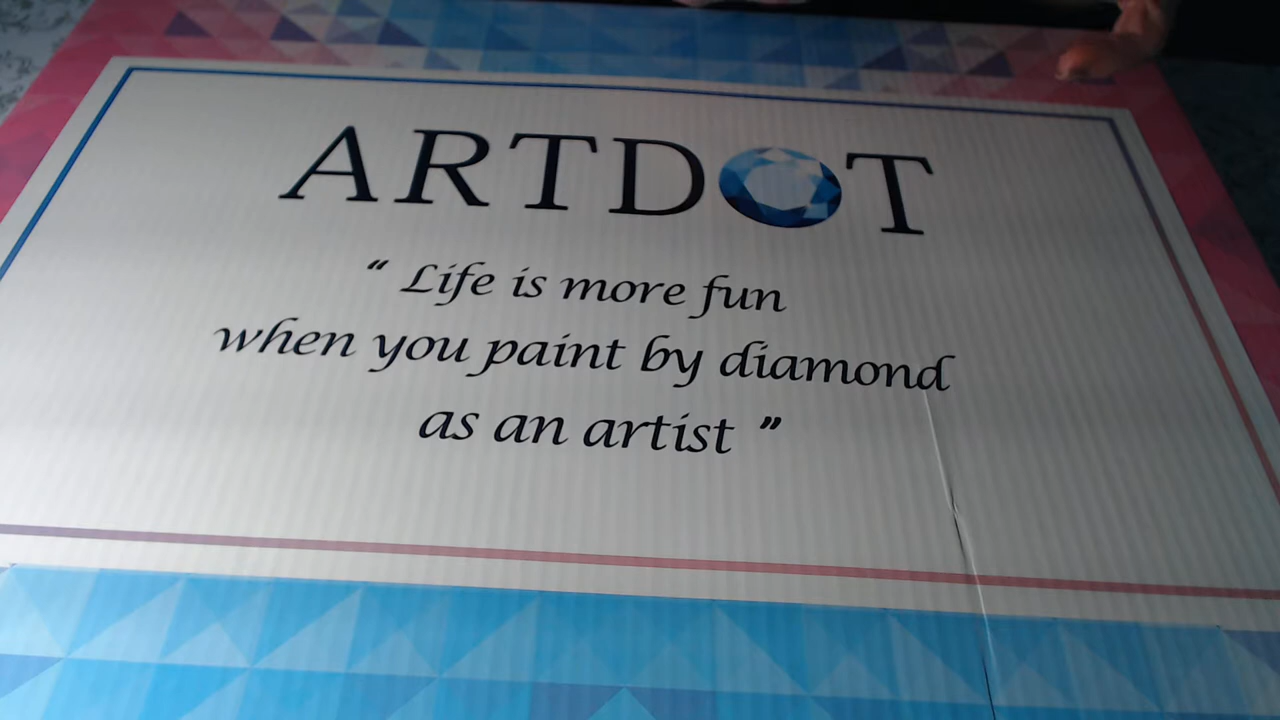 ARTDOT
“ Life is more fun
when you paint by diamond
as an artist ”